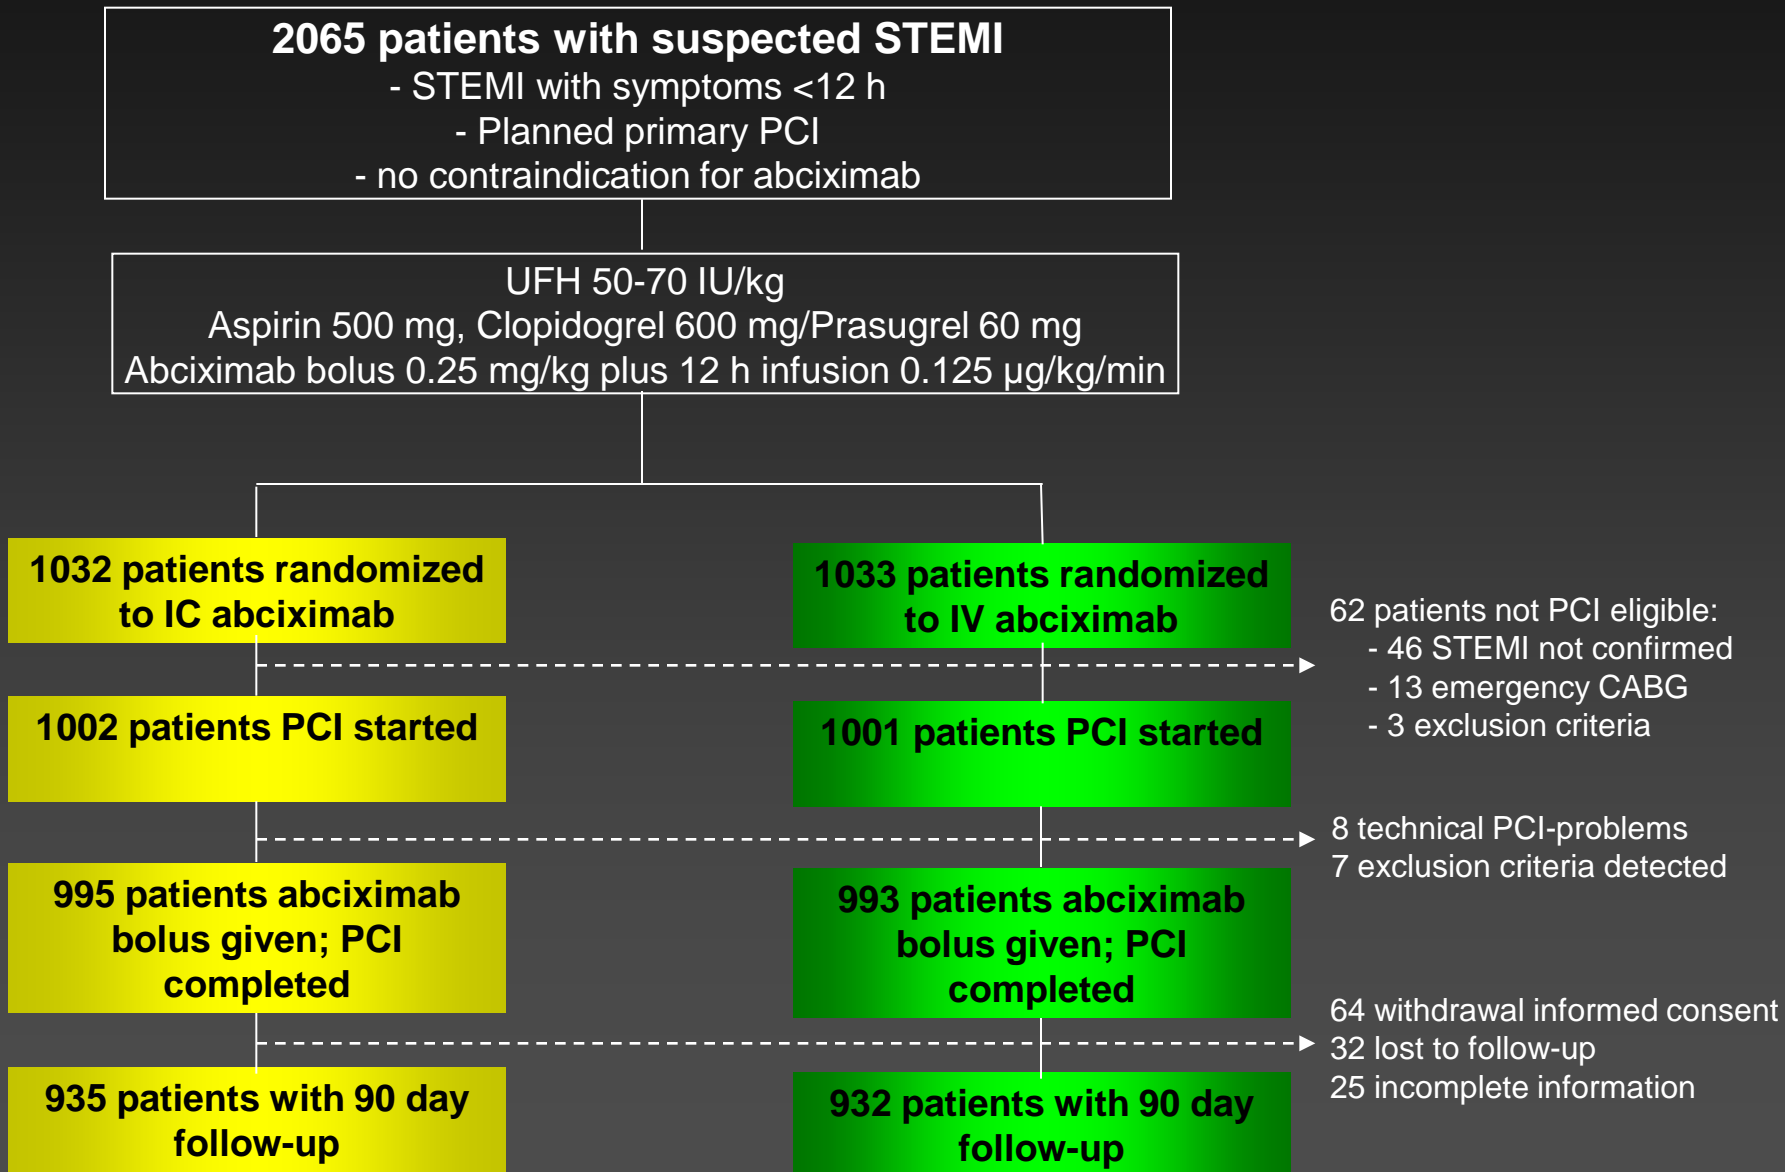 2065 patients with suspected STEMI
- STEMI with symptoms <12 h
- Planned primary PCI
- no contraindication for abciximab
UFH 50-70 IU/kg
Aspirin 500 mg, Clopidogrel 600 mg/Prasugrel 60 mg
Abciximab bolus 0.25 mg/kg plus 12 h infusion 0.125 µg/kg/min
1032 patients randomized
to IC abciximab
1033 patients randomized
to IV abciximab
62 patients not PCI eligible:
- 46 STEMI not confirmed
- 13 emergency CABG
- 3 exclusion criteria
1002 patients PCI started
1001 patients PCI started
8 technical PCI-problems
7 exclusion criteria detected
995 patients abciximab
bolus given; PCI
completed
993 patients abciximab
bolus given; PCI
completed
64 withdrawal informed consent
32 lost to follow-up
25 incomplete information
935 patients with 90 day
follow-up
932 patients with 90 day
follow-up